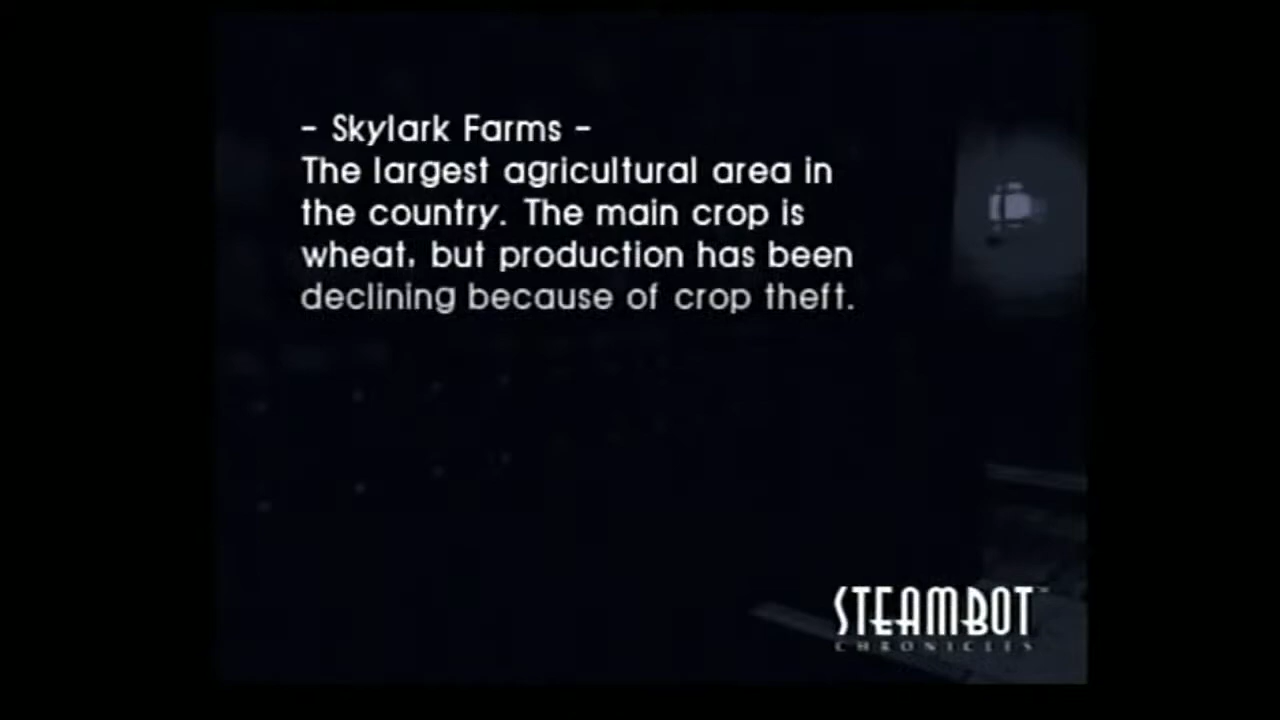 - Skylark Farms -
The largest agricultural area in
the country. The main crop is
wheat, but production has been
declining because of crop theft.
STEAMBOT
CHRONICLES